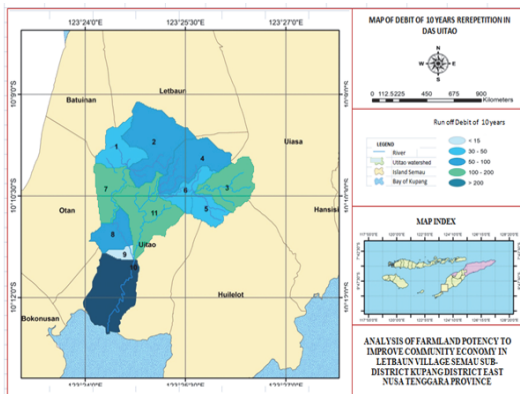 123°24'0"E
123°25'30"E
123°27'0"E
MAP OF DEBIT OF 10 YEARS REREPETITION IN
DAS UITAO
N
W E
S
0 112.5225 450 675 900
Kilometers
Run off Debit of 10 years
LEGEND
River
Uitao watershed
Island Semau
Bay of Kupang
< 15
30 - 50
50 - 100
100 - 200
> 200
MAP INDEX
ANALYSIS OF FARMLAND POTENCY TO
IMPROVE COMMUNITY ECONOMY IN
LETBAUN VILLAGE SEMAU SUB-
DISTRICT KUPANG DISTRICT EAST
NUSA TENGGARA PROVINCE
10°9'0"S
10°10'30"S
10°12'0"S
Letbaun
Batuinan
Uiasa
Otan
Hansisi
Uitao
Huilelot
Bokonusan
1
2
4
7
6
3
11
5
8
9
10